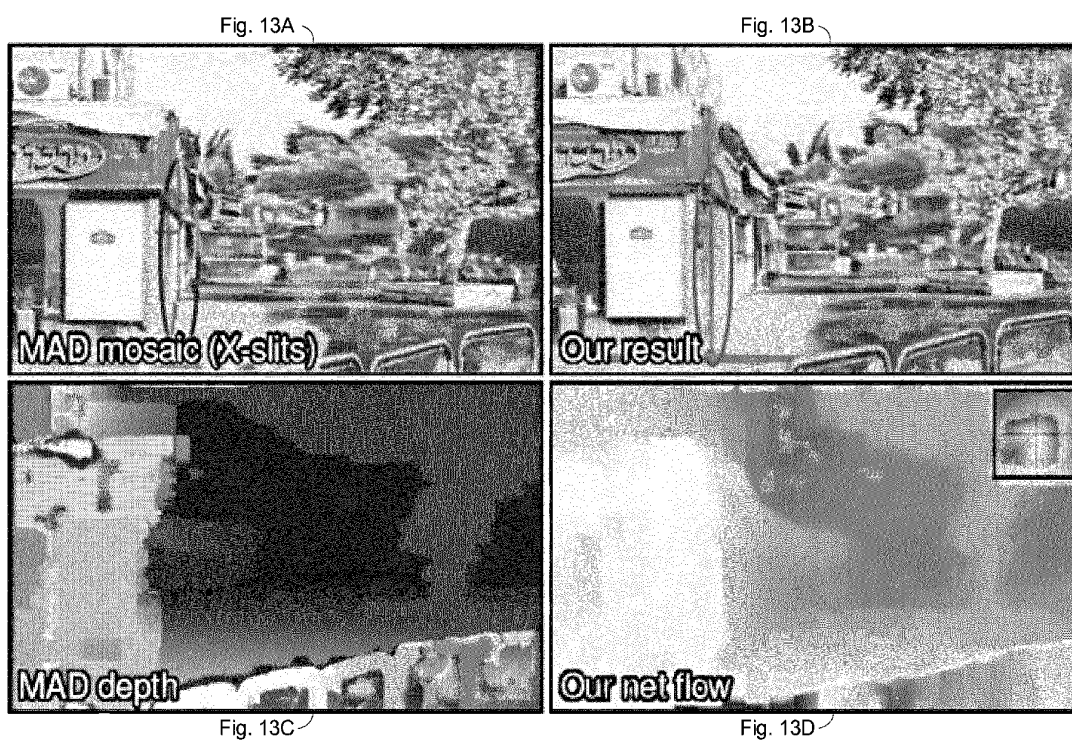 Fig. 13A
Fig. 13B
MAD mosaic (X-slits)
Our result
MAD depth
Our net flow
Fig. 13C
Fig. 13D